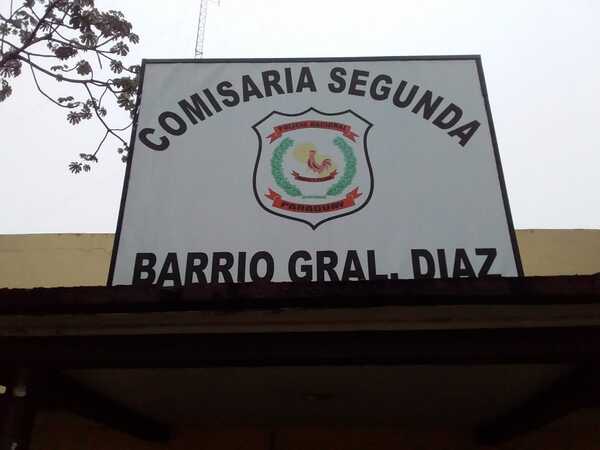 COMISARIA SEGUNDA
POLICIA NACIONAL
PARAGUAY
BARRIO GRAL. DIAZ